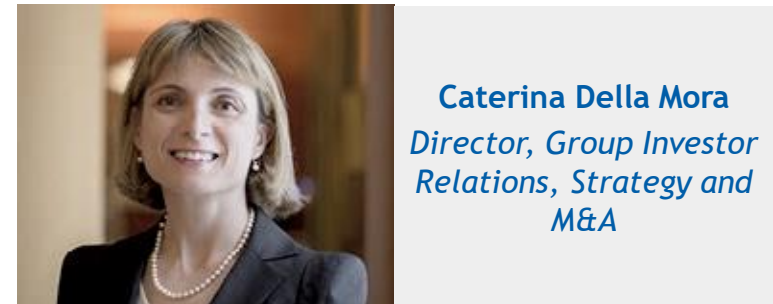 Caterina Della Mora
Director, Group Investor
Relations, Strategy and
M&A